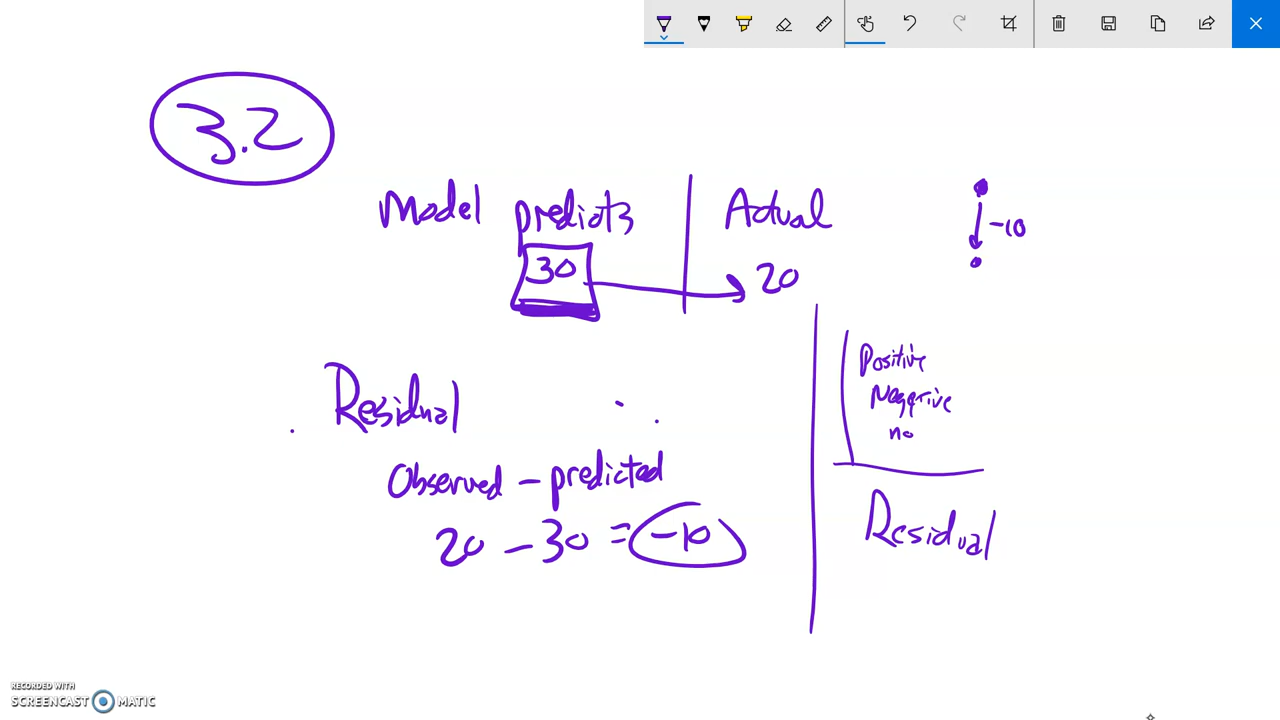 3.2
Model predicts
Actual
30
20
-10
Residual
Observed - predicted
20 - 30 = -10
Positive
Negative
no
Residual
RECORDED WITH
SCREENCAST MATIC